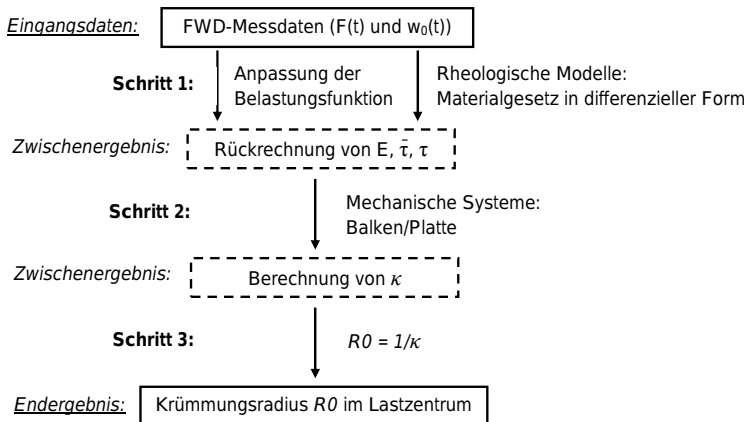 Eingangsdaten: FWD-Messdaten (F(t) und w₀(t))
Schritt 1: Anpassung der Belastungsfunktion
Rheologische Modelle:
Materialgesetz in differenzieller Form
Zwischenergebnis: Rückrechnung von E, τ̄, τ
Schritt 2: Mechanische Systeme:
Balken/Platte
Zwischenergebnis: Berechnung von κ
Schritt 3: R0 = 1/κ
Endergebnis: Krümmungsradius R0 im Lastzentrum